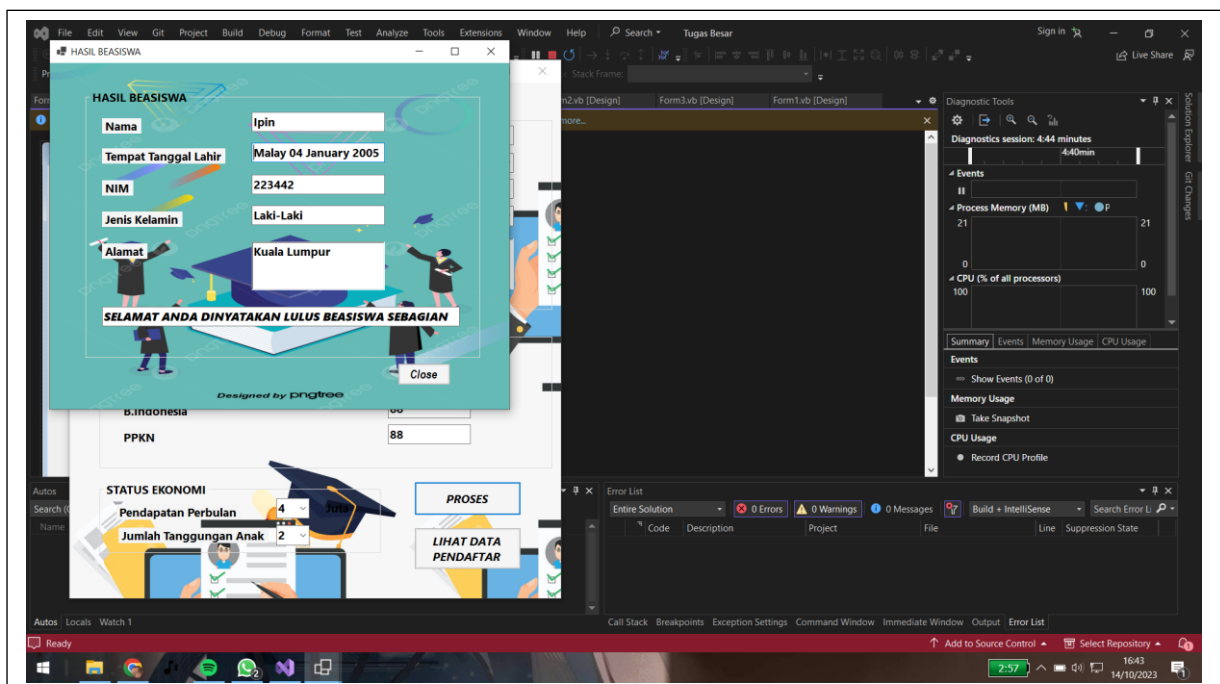 File Edit View Git Project Build Debug Format Test Analyze Tools Extensions Window Help Search Tugas Besar Sign in
HASIL BEASISWA
Stack Frame:
Live Share
m2.vb [Design] Form3.vb [Design] Form1.vb [Design]
more...
HASIL BEASISWA
Nama Ipin
Tempat Tanggal Lahir Malay 04 January 2005
NIM 223442
Jenis Kelamin Laki-Laki
Alamat Kuala Lumpur
SELAMAT ANDA DINYATAKAN LULUS BEASISWA SEBAGIAN
Close
Designed by pngtree
B.Indonesia
PPKN 88
STATUS EKONOMI
Pendapatan Perbulan 4 Juta
Jumlah Tanggungan Anak 2
PROSES
LIHAT DATA
PENDAFTAR
Diagnostic Tools
Diagnostics session: 4:44 minutes
4:40min
Events
Process Memory (MB) P
21 21
0 0
CPU (% of all processors)
100 100
Summary Events Memory Usage CPU Usage
Events
Show Events (0 of 0)
Memory Usage
Take Snapshot
CPU Usage
Record CPU Profile
Solution Explorer
Git Changes
Autos
Search (
Name
Error List
Entire Solution 0 Errors 0 Warnings 0 Messages Build + IntelliSense Search Error Li
Code Description Project File Line Suppression State
Autos Locals Watch 1
Call Stack Breakpoints Exception Settings Command Window Immediate Window Output Error List
Ready Add to Source Control Select Repository
2:57 16:43
14/10/2023